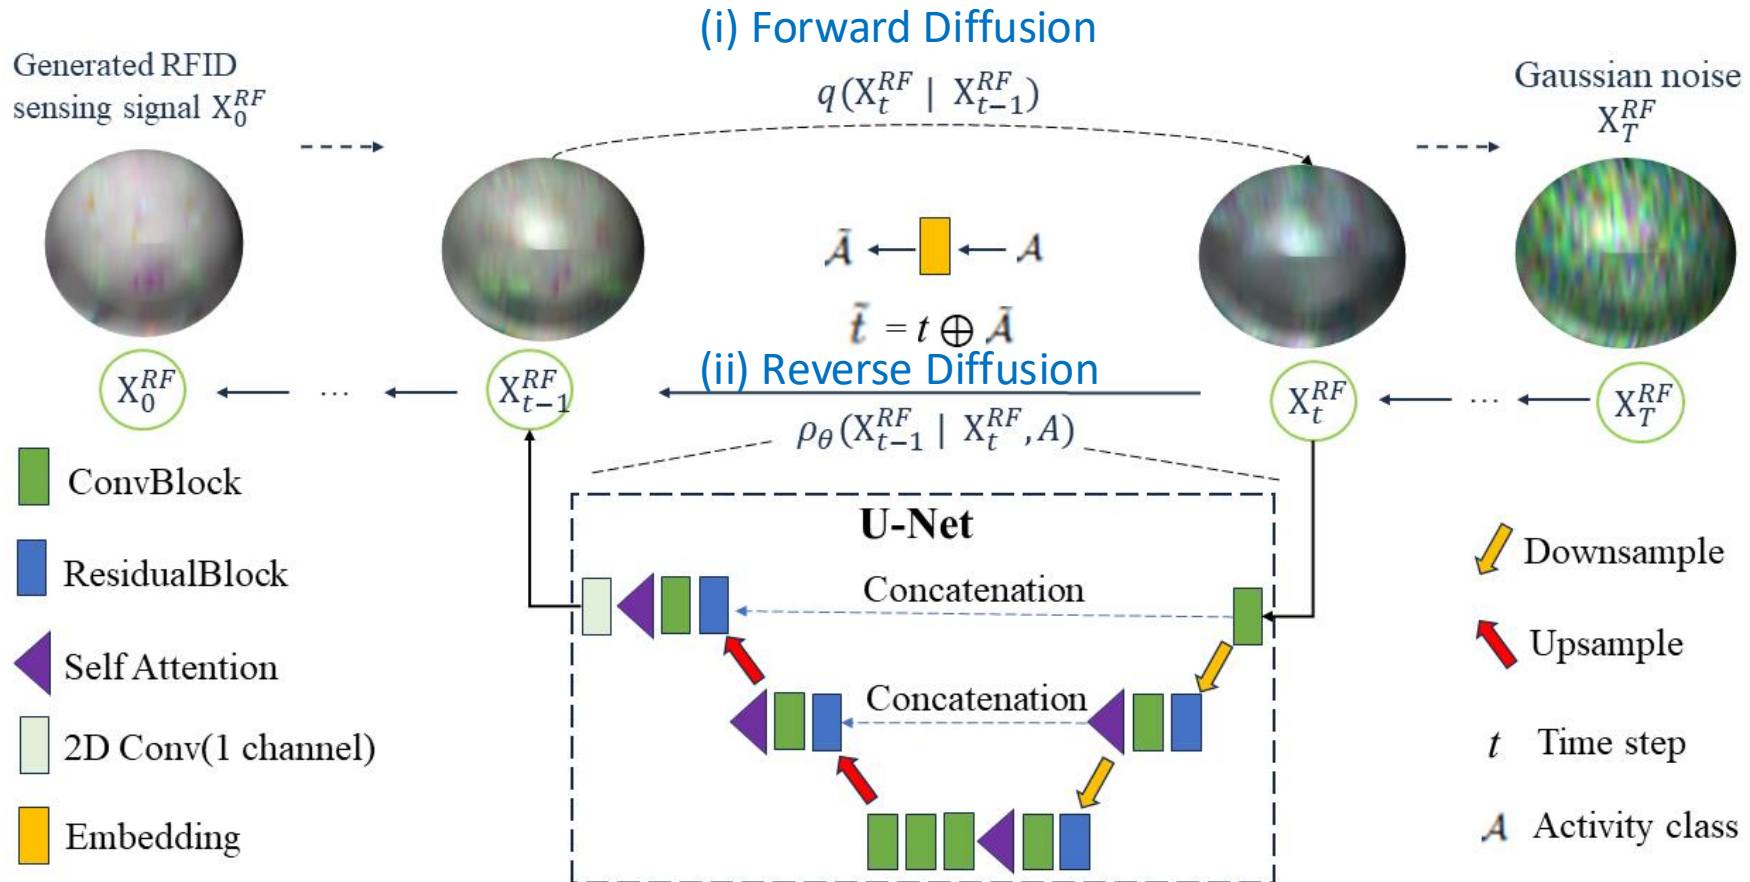 (i) Forward Diffusion
Generated RFID
sensing signal X₀^RF
q(X_t^RF | X_{t−1}^RF)
Gaussian noise
X_T^RF
Ã ← A
t̃ = t ⊕ Ã
(ii) Reverse Diffusion
X₀^RF ← ... ← X_{t−1}^RF ← X_t^RF ← ... ← X_T^RF
ρ_θ(X_{t−1}^RF | X_t^RF, A)
ConvBlock
ResidualBlock
Self Attention
2D Conv(1 channel)
Embedding
U-Net
Concatenation
Concatenation
Downsample
Upsample
t Time step
A Activity class